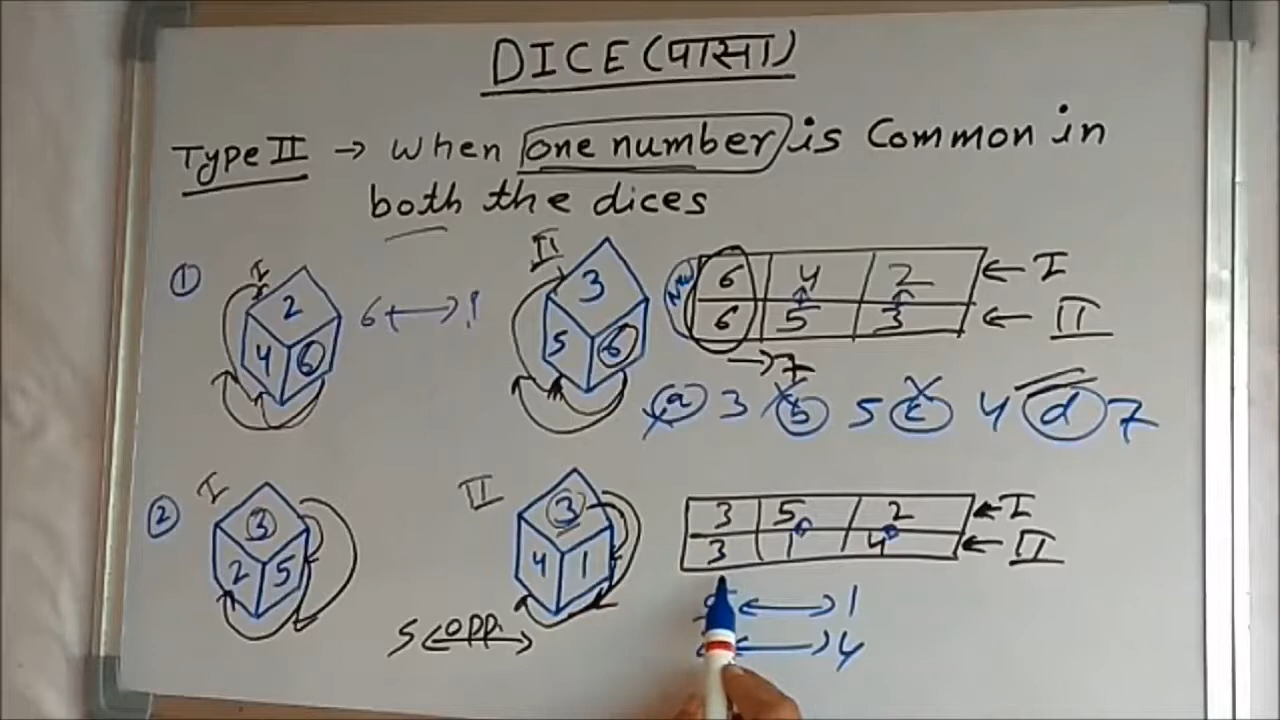 DICE (पासा)
Type II → When one number is Common in
both the dices
① I 2 4 6
6 ⟷ !
II 3 5 6
6 4 2 ← I
6 5 3 ← II
→ 7
a 3 b 5 c 4 d 7
② I 3 2 5
II 3 4 1
5 ⟷ opp.
3 5 2 ← I
3 1 4 ← II
⟷ 1
⟷ 4